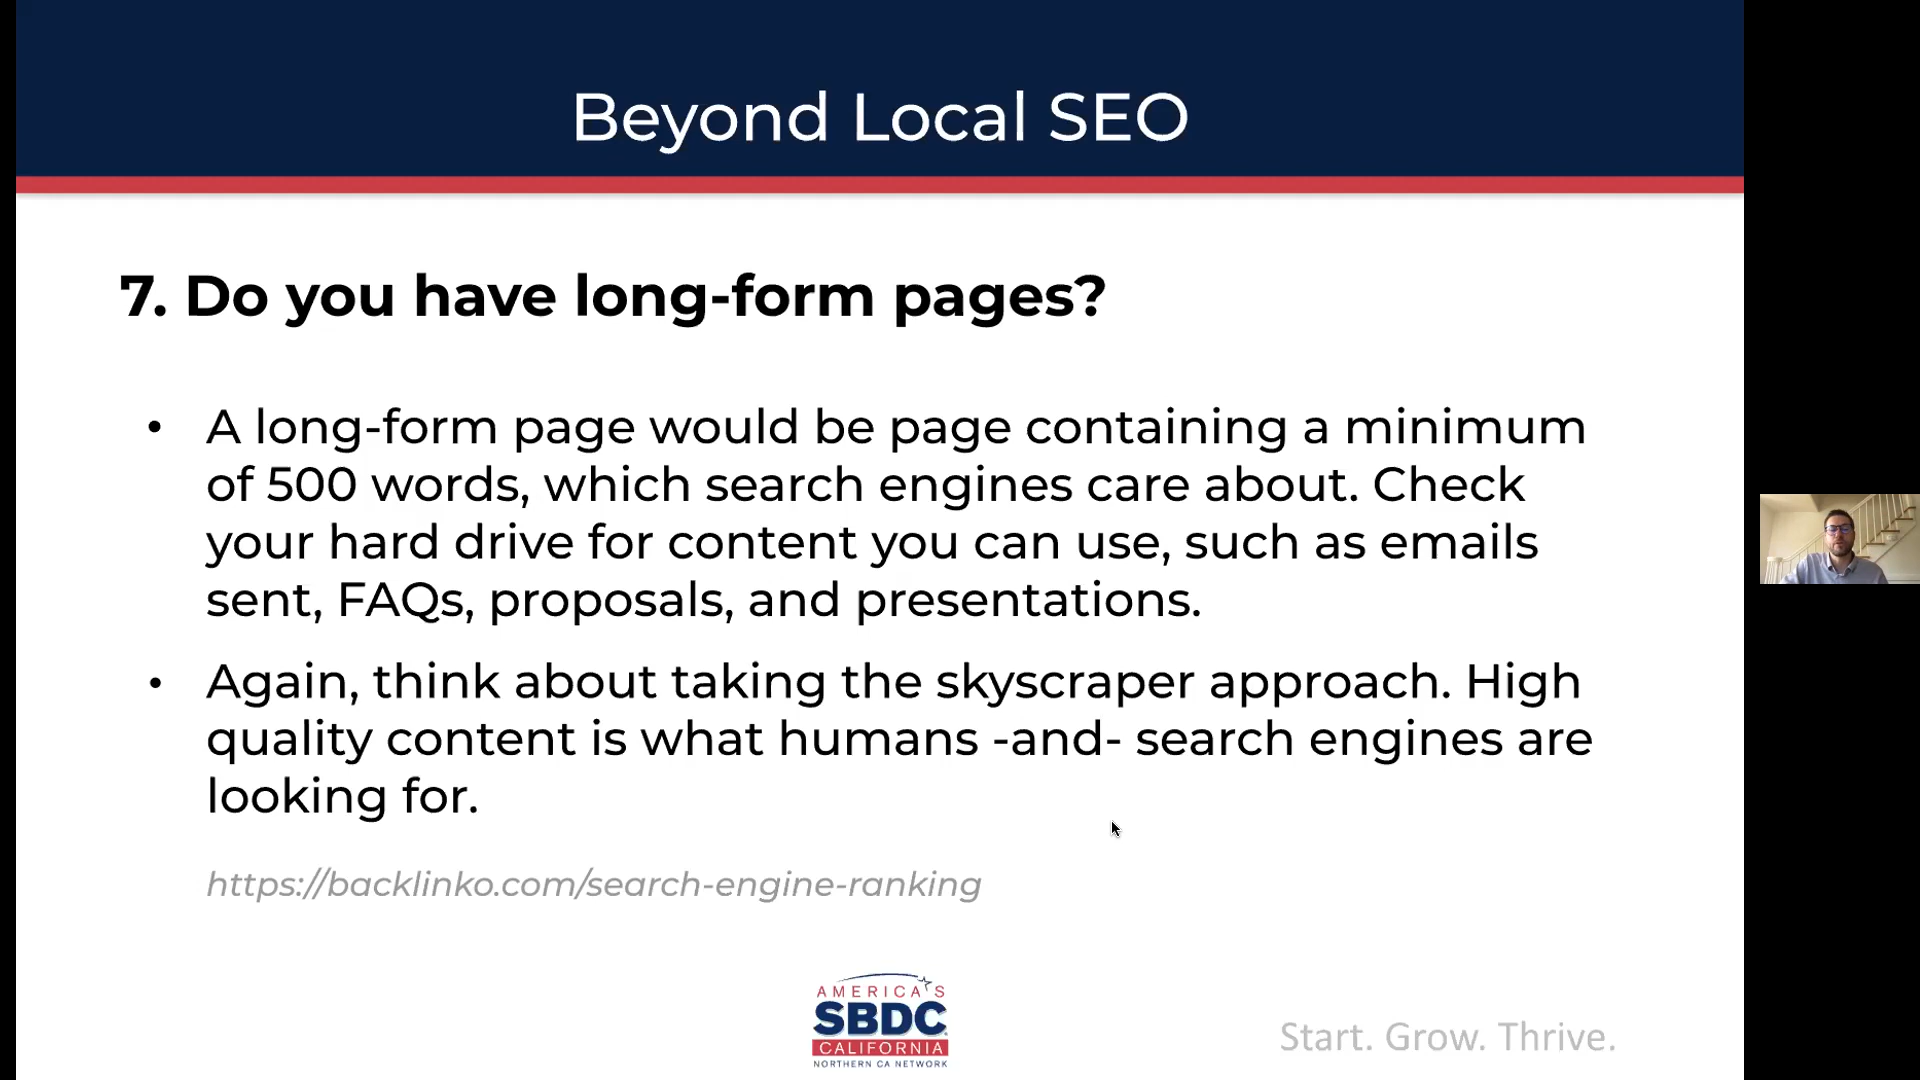 Beyond Local SEO
7. Do you have long-form pages?
• A long-form page would be page containing a minimum
of 500 words, which search engines care about. Check
your hard drive for content you can use, such as emails
sent, FAQs, proposals, and presentations.
• Again, think about taking the skyscraper approach. High
quality content is what humans -and- search engines are
looking for.
https://backlinko.com/search-engine-ranking
AMERICA'S
SBDC
CALIFORNIA
NORTHERN CA NETWORK
Start. Grow. Thrive.